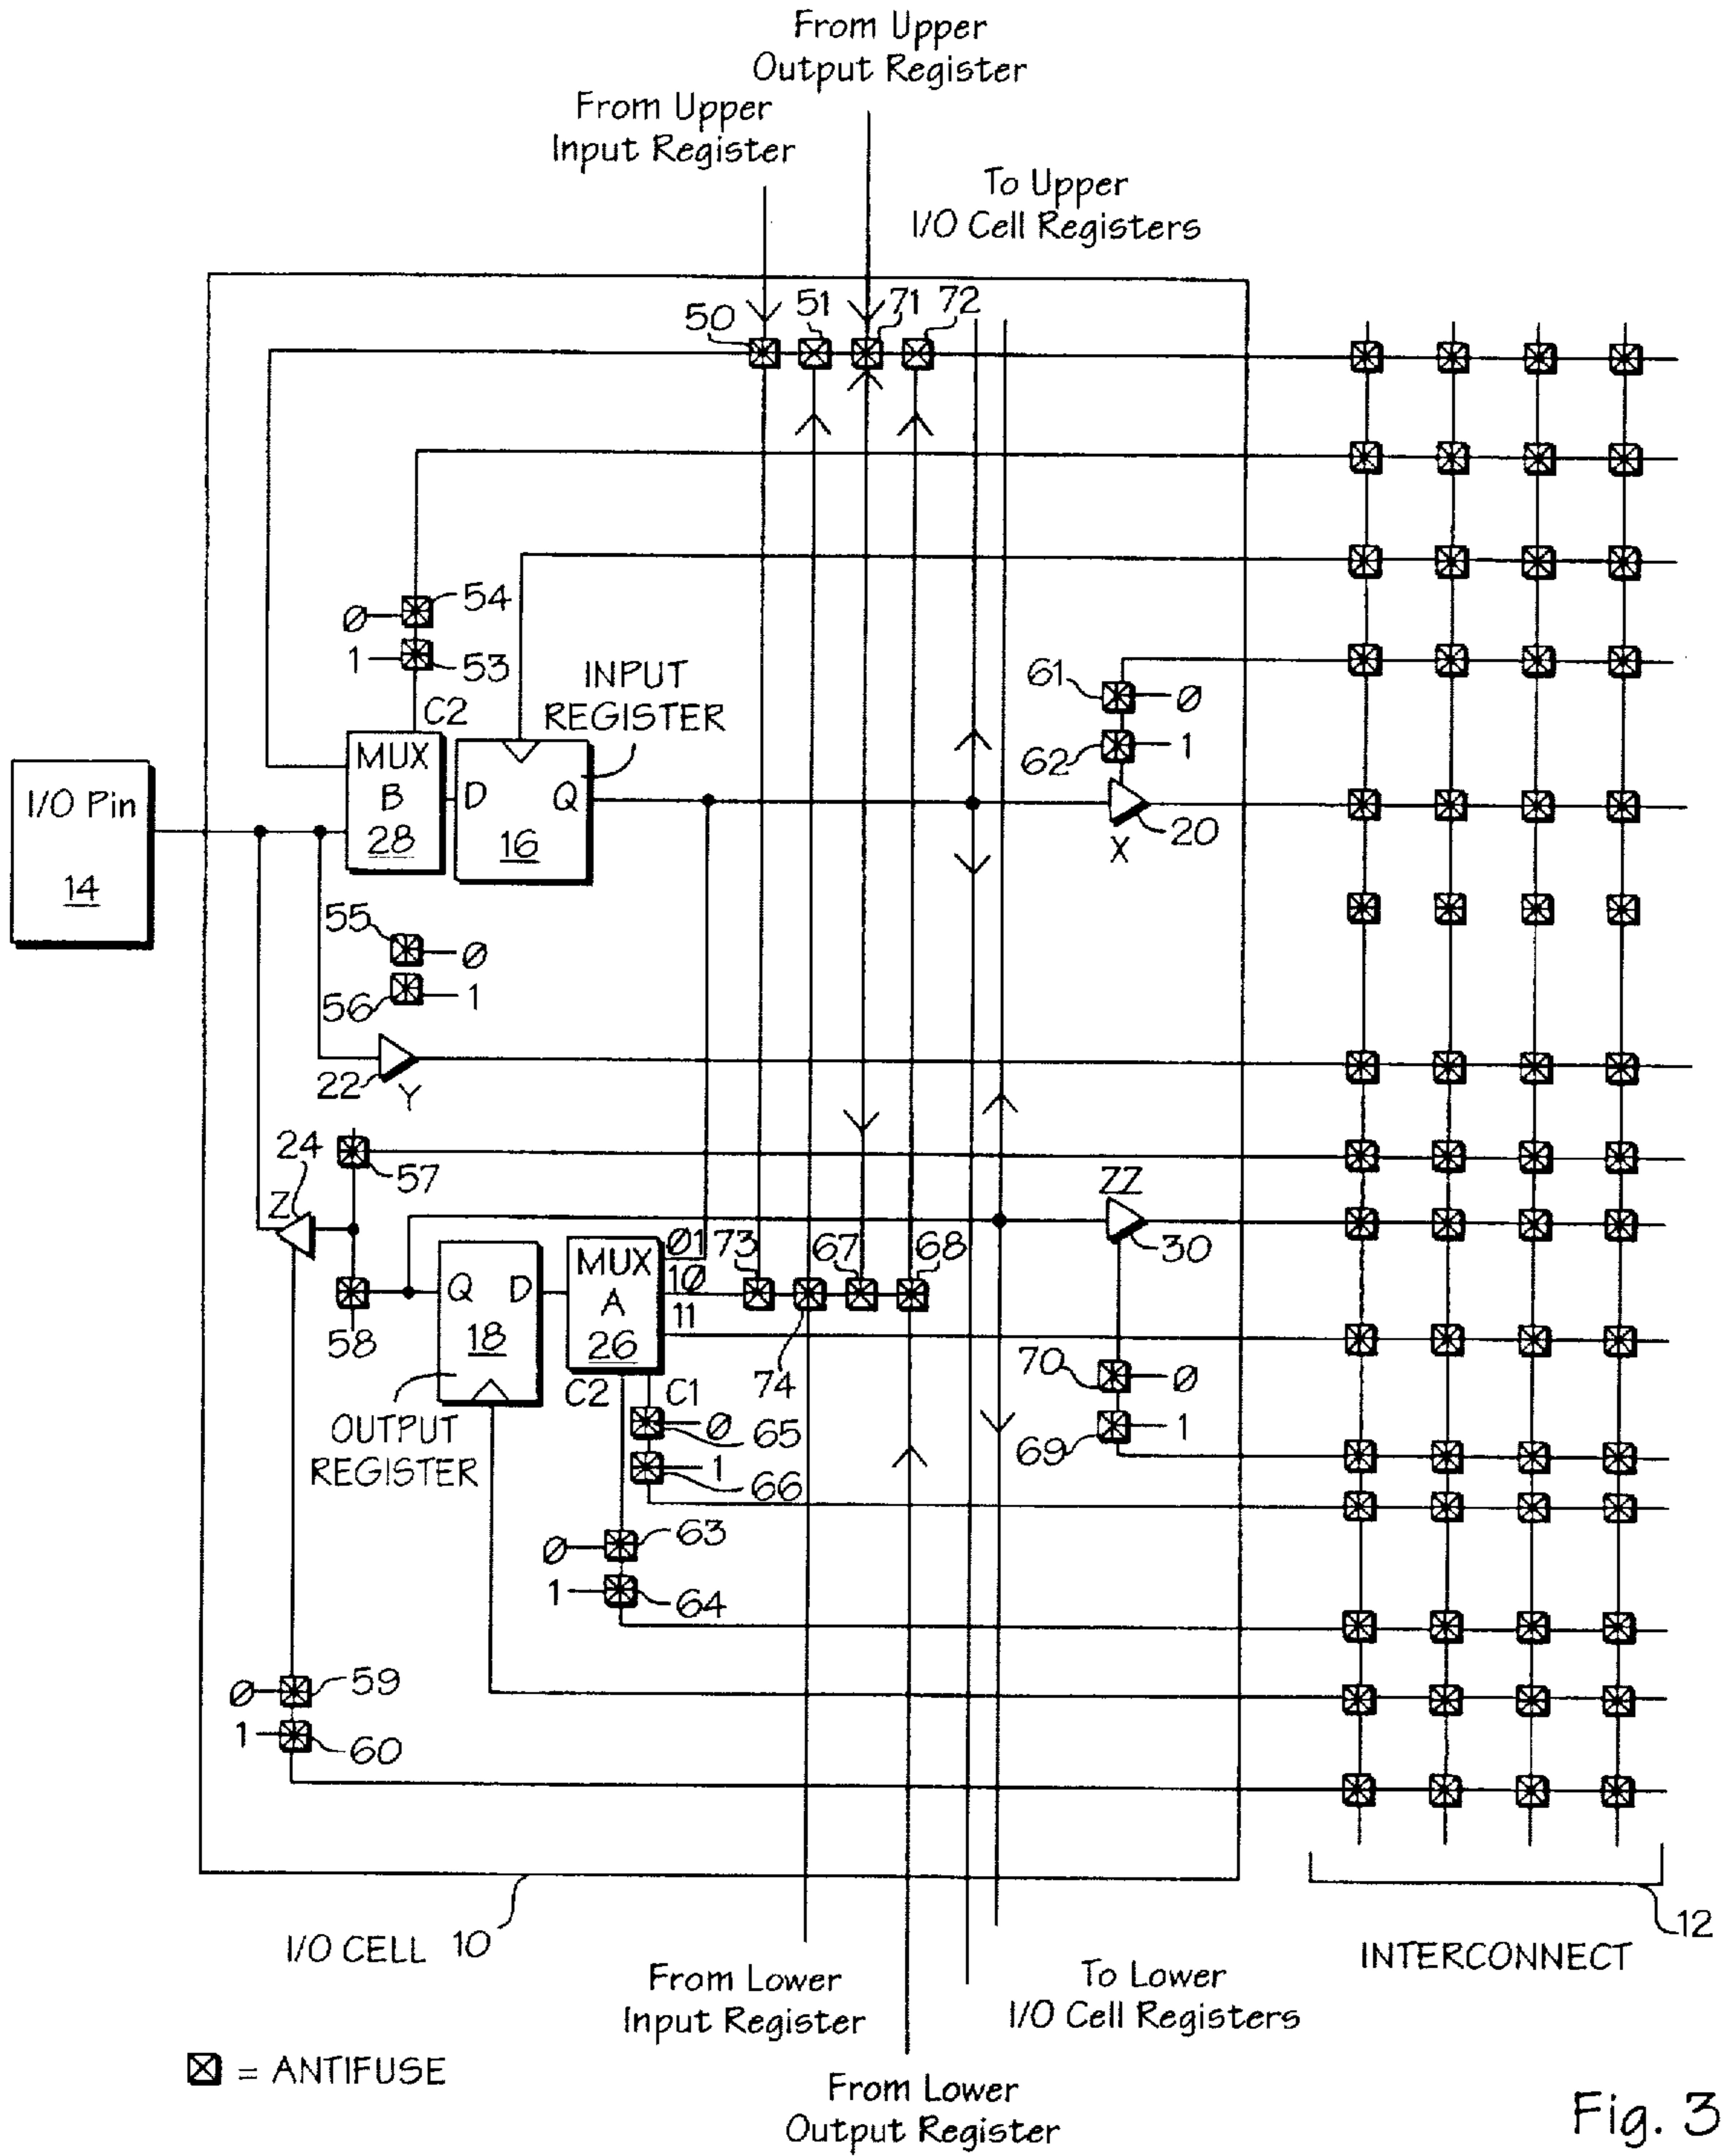 From Upper
Output Register
From Upper
Input Register
To Upper
I/O Cell Registers
50
51
71
72
Ø
54
1
53
C2
INPUT
REGISTER
61
Ø
62
1
I/O Pin
14
MUX
B
28
D
Q
16
X
20
55
Ø
56
1
22
Y
24
57
Z
ZZ
30
58
Q
D
18
MUX
A
26
Ø1
1Ø
11
73
67
68
74
C2
C1
OUTPUT
REGISTER
Ø
65
1
66
70
Ø
69
1
Ø
63
1
64
Ø
59
1
60
I/O CELL 10
INTERCONNECT
12
From Lower
Input Register
To Lower
I/O Cell Registers
= ANTIFUSE
From Lower
Output Register
Fig. 3